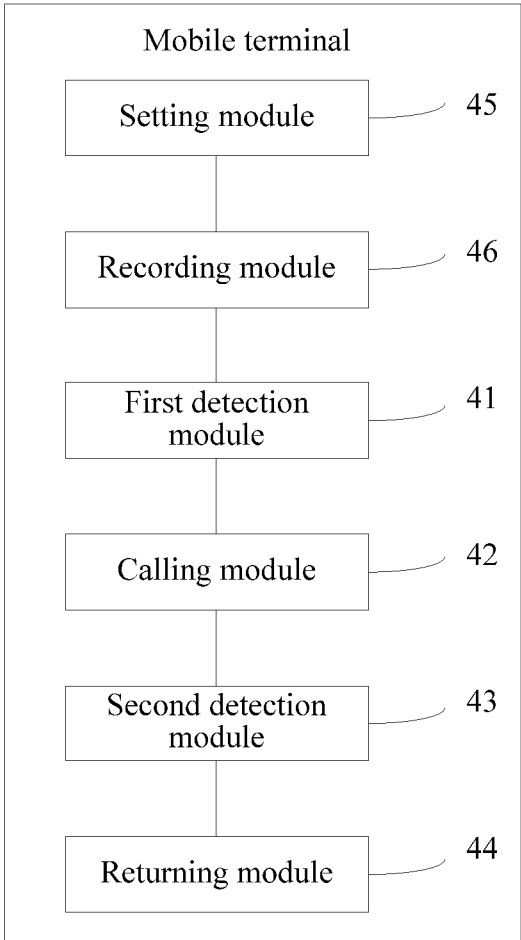 Mobile terminal
Setting module
45
Recording module
46
First detection
module
41
Calling module
42
Second detection
module
43
Returning module
44